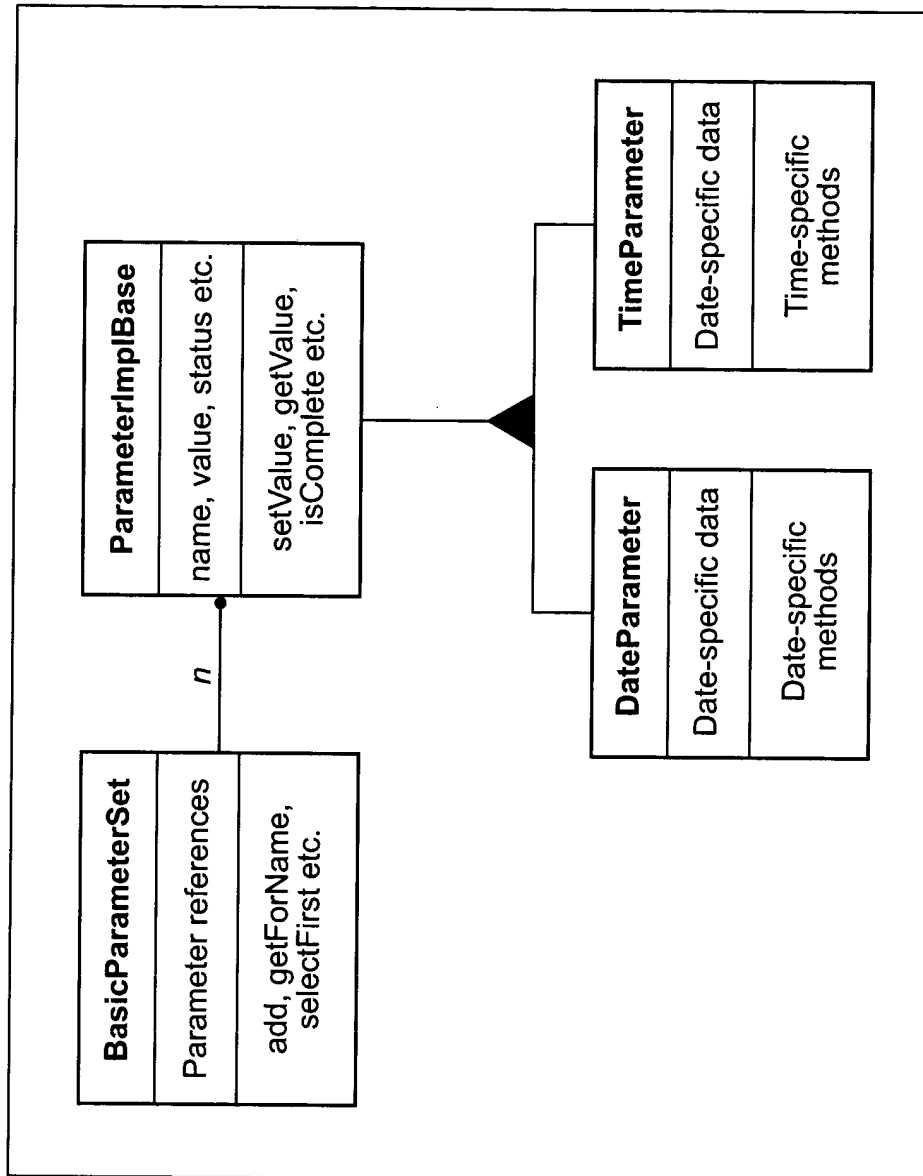 BasicParameterSet
Parameter references
add, getForName,
selectFirst etc.
n
ParameterImplBase
name, value, status etc.
setValue, getValue,
isComplete etc.
DateParameter
Date-specific data
Date-specific
methods
TimeParameter
Date-specific data
Time-specific
methods